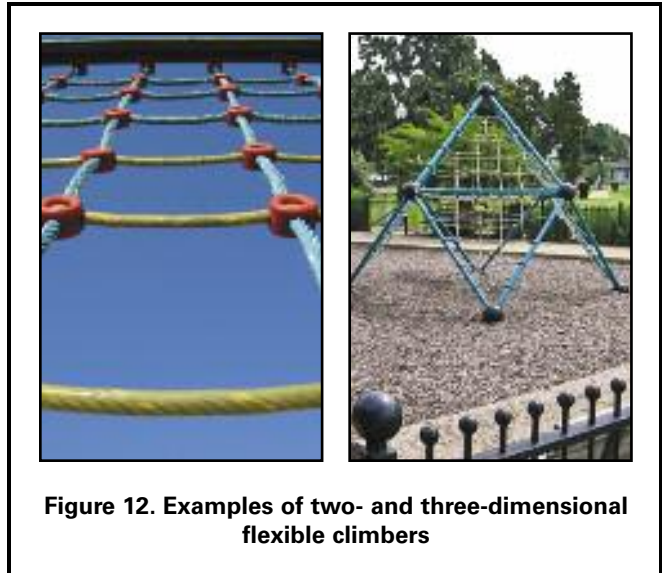 Figure 12. Examples of two- and three-dimensional
flexible climbers